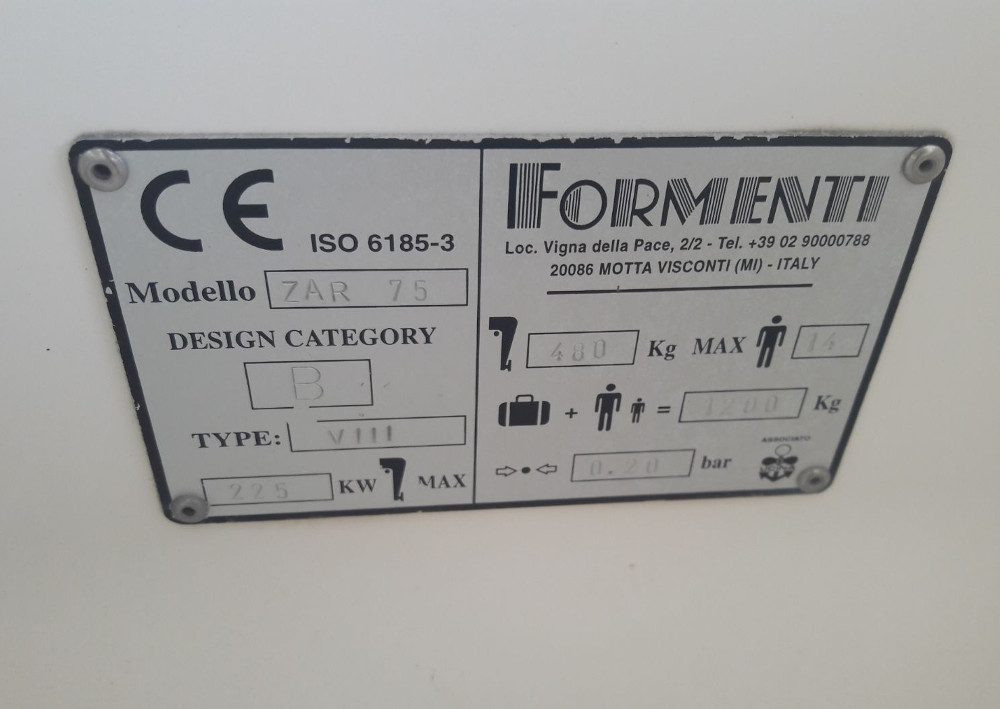 CE ISO 6185-3
Modello ZAR 75
DESIGN CATEGORY
B
TYPE: VIII
225 KW MAX
FORMENTI
Loc. Vigna della Pace, 2/2 - Tel. +39 02 90000788
20086 MOTTA VISCONTI (MI) - ITALY
480 Kg MAX 14
+ = 1200 Kg
0.20 bar
ASSOCIATO